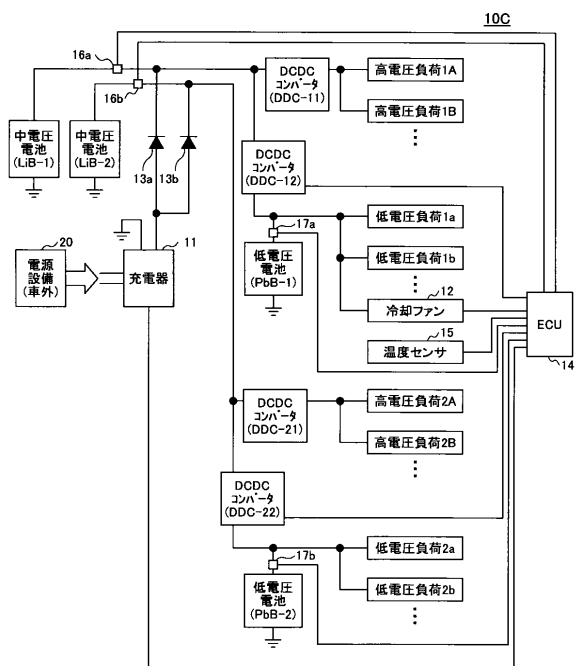 10C
16a
16b
DCDC
コンバータ
(DDC-11)
高電圧負荷1A
高電圧負荷1B
中電圧
電池
(LiB-1)
中電圧
電池
(LiB-2)
13a
13b
DCDC
コンバータ
(DDC-12)
17a
低電圧負荷1a
低電圧負荷1b
20
11
電源
設備
(車外)
充電器
低電圧
電池
(PbB-1)
12
冷却ファン
15
温度センサ
ECU
14
DCDC
コンバータ
(DDC-21)
高電圧負荷2A
高電圧負荷2B
DCDC
コンバータ
(DDC-22)
17b
低電圧負荷2a
低電圧負荷2b
低電圧
電池
(PbB-2)